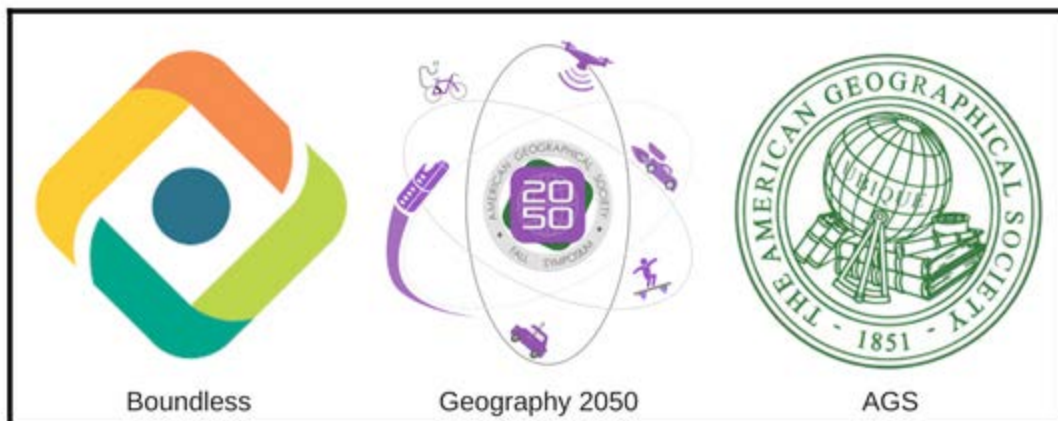 AMERICAN GEOGRAPHICAL SOCIETY
20
50
FALL SYMPOSIUM
THE AMERICAN GEOGRAPHICAL SOCIETY
UBIQUE
1851
Boundless
Geography 2050
AGS